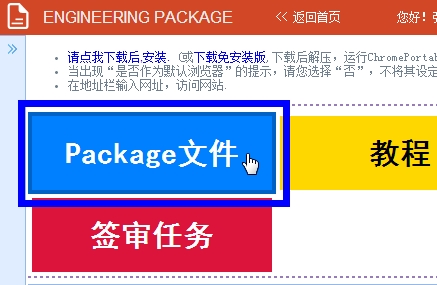 ENGINEERING PACKAGE << 返回首页 您好！
请点我下载后,安装. (或下载免安装版,下载后解压，运行ChromePortab
当出现“是否作为默认浏览器”的提示，请您选择“否”，不将其设定
在地址栏输入网址，访问网站.
Package文件 教程
签审任务